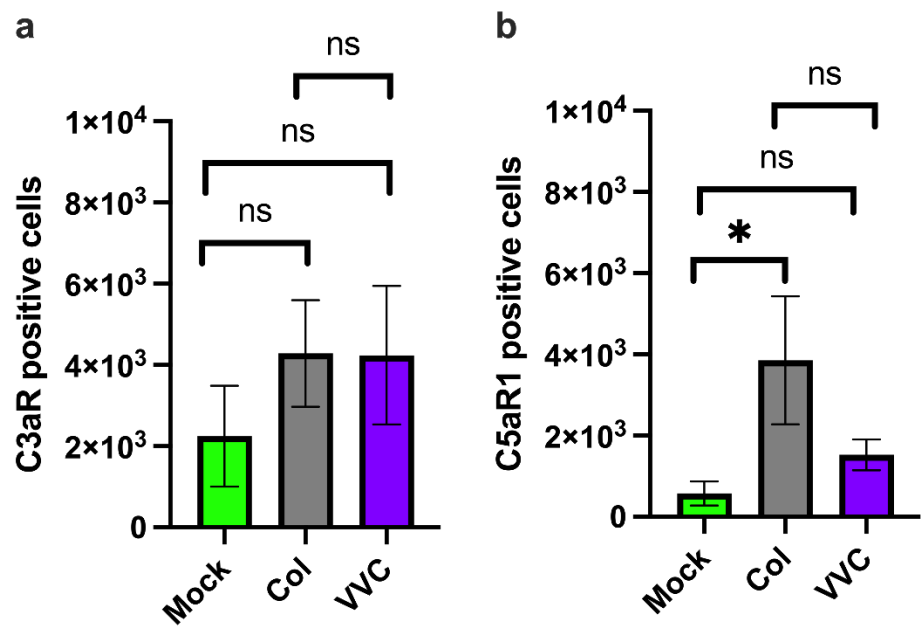 a
ns
ns
ns
C3aR positive cells
1×10⁴
8×10³
6×10³
4×10³
2×10³
0
Mock
Col
VVC
b
ns
ns
*
C5aR1 positive cells
1×10⁴
8×10³
6×10³
4×10³
2×10³
0
Mock
Col
VVC